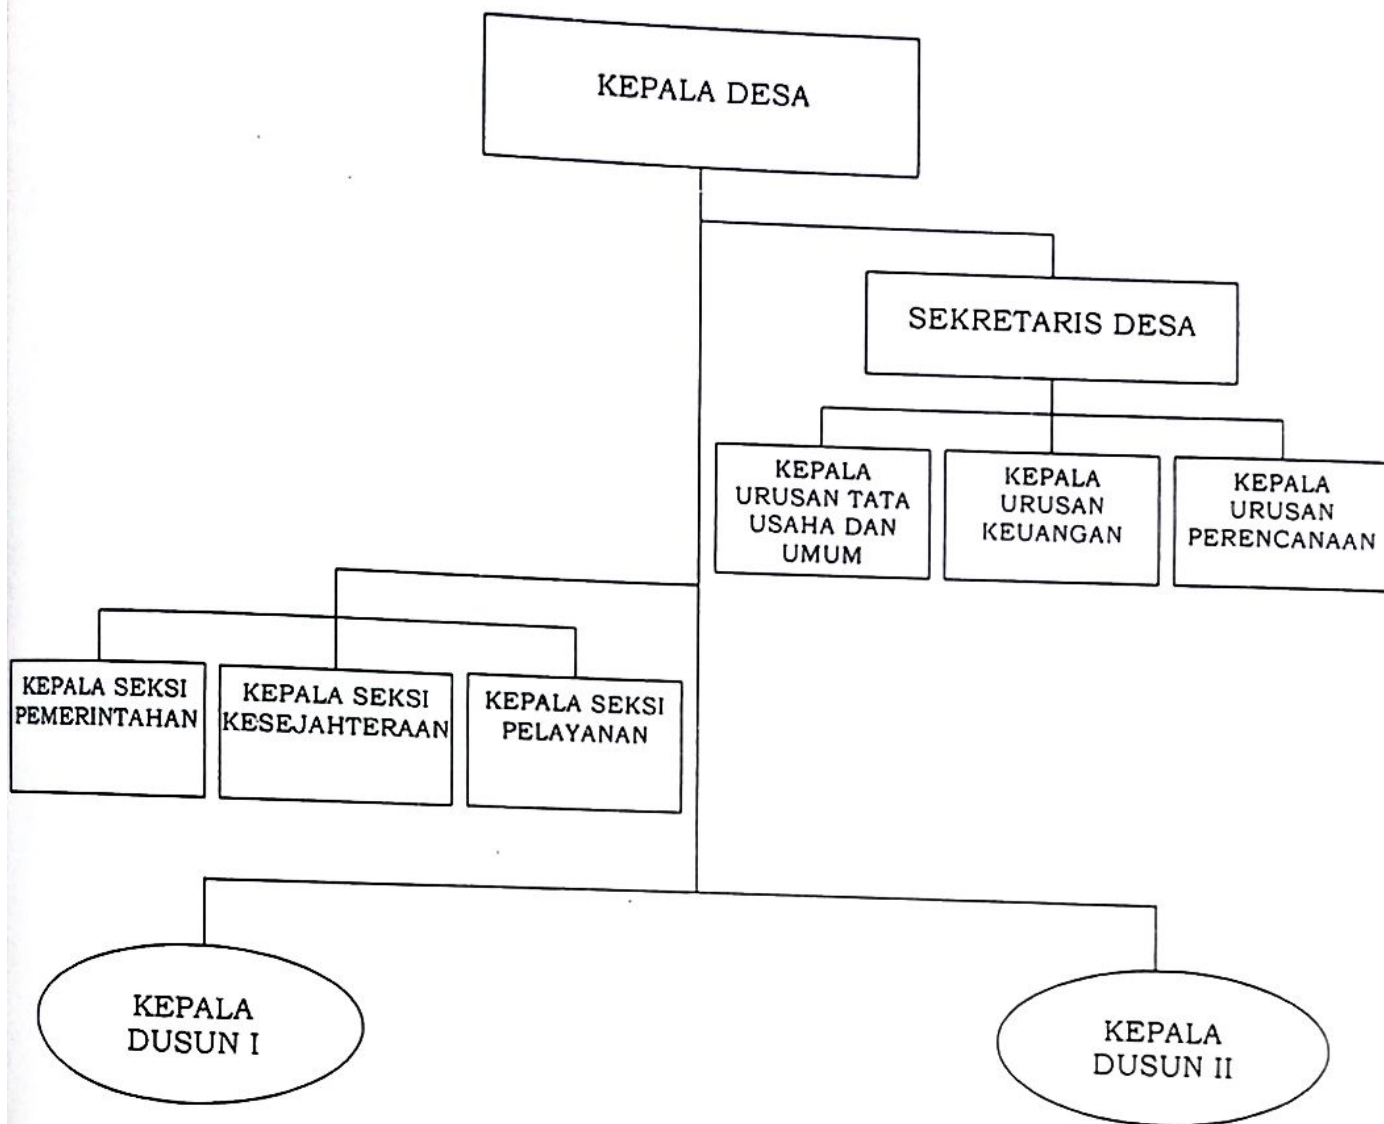 KEPALA DESA
SEKRETARIS DESA
KEPALA
URUSAN TATA
USAHA DAN
UMUM
KEPALA
URUSAN
KEUANGAN
KEPALA
URUSAN
PERENCANAAN
KEPALA SEKSI
PEMERINTAHAN
KEPALA SEKSI
KESEJAHTERAAN
KEPALA SEKSI
PELAYANAN
KEPALA
DUSUN I
KEPALA
DUSUN II